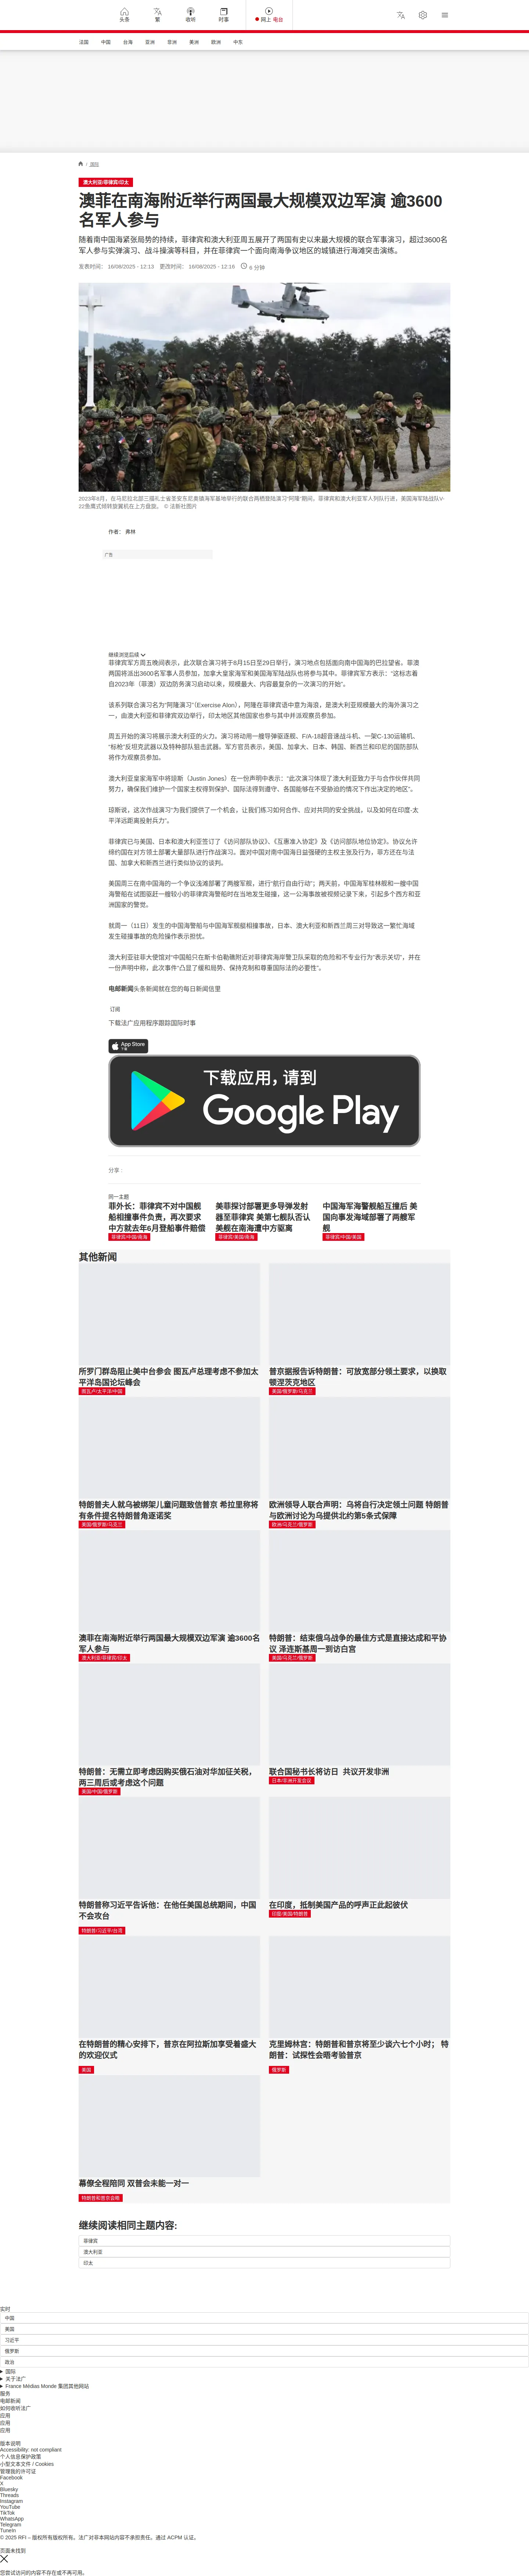 头条
繁
收听
时事
网上 电台
法国
中国
台海
亚洲
非洲
美洲
欧洲
中东
/ 国际
澳大利亚/菲律宾/印太
澳菲在南海附近举行两国最大规模双边军演 逾3600
名军人参与
随着南中国海紧张局势的持续，菲律宾和澳大利亚周五展开了两国有史以来最大规模的联合军事演习，超过3600名
军人参与实弹演习、战斗操演等科目，并在菲律宾一个面向南海争议地区的城镇进行海滩突击演练。
发表时间： 16/08/2025 - 12:13 更改时间： 16/08/2025 - 12:16 6 分钟
2023年8月，在马尼拉北部三描礼士省圣安东尼奥镇海军基地举行的联合两栖登陆演习“阿隆”期间，菲律宾和澳大利亚军人列队行进，美国海军陆战队V-
22鱼鹰式倾转旋翼机在上方盘旋。 © 法新社图片
作者： 弗林
广告
继续浏览后续
菲律宾军方周五晚间表示，此次联合演习将于8月15日至29日举行，演习地点包括面向南中国海的巴拉望省。菲澳
两国将派出3600名军事人员参加，加拿大皇家海军和美国海军陆战队也将参与其中。菲律宾军方表示：“这标志着
自2023年（菲澳）双边防务演习启动以来，规模最大、内容最复杂的一次演习的开始”。
该系列联合演习名为“阿隆演习”（Exercise Alon），阿隆在菲律宾语中意为海浪，是澳大利亚规模最大的海外演习之
一，由澳大利亚和菲律宾双边举行，印太地区其他国家也参与其中并派观察员参加。
周五开始的演习将展示澳大利亚的火力。演习将动用一艘导弹驱逐舰、F/A-18超音速战斗机、一架C-130运输机、
“标枪”反坦克武器以及特种部队狙击武器。军方官员表示，美国、加拿大、日本、韩国、新西兰和印尼的国防部队
将作为观察员参加。
澳大利亚皇家海军中将琼斯（Justin Jones）在一份声明中表示：“此次演习体现了澳大利亚致力于与合作伙伴共同
努力，确保我们维护一个国家主权得到保护、国际法得到遵守、各国能够在不受胁迫的情况下作出决定的地区”。
琼斯说，这次作战演习“为我们提供了一个机会，让我们练习如何合作、应对共同的安全挑战，以及如何在印度-太
平洋远距离投射兵力”。
菲律宾已与美国、日本和澳大利亚签订了《访问部队协议》、《互惠准入协定》及《访问部队地位协定》。协议允许
缔约国在对方领土部署大量部队进行作战演习。面对中国对南中国海日益强硬的主权主张及行为，菲方还在与法
国、加拿大和新西兰进行类似协议的谈判。
美国周三在南中国海的一个争议浅滩部署了两艘军舰，进行“航行自由行动”；两天前，中国海军桂林舰和一艘中国
海警船在试图驱赶一艘较小的菲律宾海警船时在当地发生碰撞，这一公海事故被视频记录下来，引起多个西方和亚
洲国家的警觉。
就周一（11日）发生的中国海警船与中国海军舰艇相撞事故，日本、澳大利亚和新西兰周三对导致这一繁忙海域
发生碰撞事故的危险操作表示担忧。
澳大利亚驻菲大使馆对“中国船只在斯卡伯勒礁附近对菲律宾海岸警卫队采取的危险和不专业行为”表示关切”，并在
一份声明中称，此次事件“凸显了缓和局势、保持克制和尊重国际法的必要性”。
电邮新闻头条新闻就在您的每日新闻信里
订阅
下载法广应用程序跟踪国际时事
App Store
下载应用，请到
Google Play
分享 :
同一主题
菲外长：菲律宾不对中国舰
船相撞事件负责，再次要求
中方就去年6月登船事件赔偿
菲律宾/中国/南海
美菲探讨部署更多导弹发射
器至菲律宾 美第七舰队否认
美舰在南海遭中方驱离
菲律宾/美国/南海
中国海军海警舰船互撞后 美
国向事发海域部署了两艘军
舰
菲律宾/中国/美国
其他新闻
所罗门群岛阻止美中台参会 图瓦卢总理考虑不参加太
平洋岛国论坛峰会
图瓦卢/太平洋/中国
普京据报告诉特朗普：可放宽部分领土要求，以换取
顿涅茨克地区
美国/俄罗斯/乌克兰
特朗普夫人就乌被绑架儿童问题致信普京 希拉里称将
有条件提名特朗普角逐诺奖
美国/俄罗斯/乌克兰
欧洲领导人联合声明：乌将自行决定领土问题 特朗普
与欧洲讨论为乌提供北约第5条式保障
欧洲/乌克兰/俄罗斯
澳菲在南海附近举行两国最大规模双边军演 逾3600名
军人参与
澳大利亚/菲律宾/印太
特朗普：结束俄乌战争的最佳方式是直接达成和平协
议 泽连斯基周一到访白宫
美国/乌克兰/俄罗斯
特朗普：无需立即考虑因购买俄石油对华加征关税，
两三周后或考虑这个问题
美国/中国/俄罗斯
联合国秘书长将访日 共议开发非洲
日本/非洲开发会议
特朗普称习近平告诉他：在他任美国总统期间，中国
不会攻台
特朗普/习近平/台湾
在印度，抵制美国产品的呼声正此起彼伏
印度/美国/特朗普
在特朗普的精心安排下，普京在阿拉斯加享受着盛大
的欢迎仪式
美国
克里姆林宫：特朗普和普京将至少谈六七个小时； 特
朗普：试探性会晤考验普京
俄罗斯
幕僚全程陪同 双普会未能一对一
特朗普和普京会晤
继续阅读相同主题内容:
菲律宾
澳大利亚
印太
实时
中国
美国
习近平
俄罗斯
政治
国际
关于法广
France Médias Monde 集团其他网站
服务
电邮新闻
如何收听法广
应用
应用
应用
版本说明
Accessibility: not compliant
个人信息保护政策
小型文本文件 / Cookies
管理我的许可证
Facebook
X
Bluesky
Threads
Instagram
YouTube
TikTok
WhatsApp
Telegram
TuneIn
© 2025 RFI – 版权所有版权所有。法广对非本网站内容不承担责任。通过 ACPM 认证。
页面未找到
您尝试访问的内容不存在或不再可用。